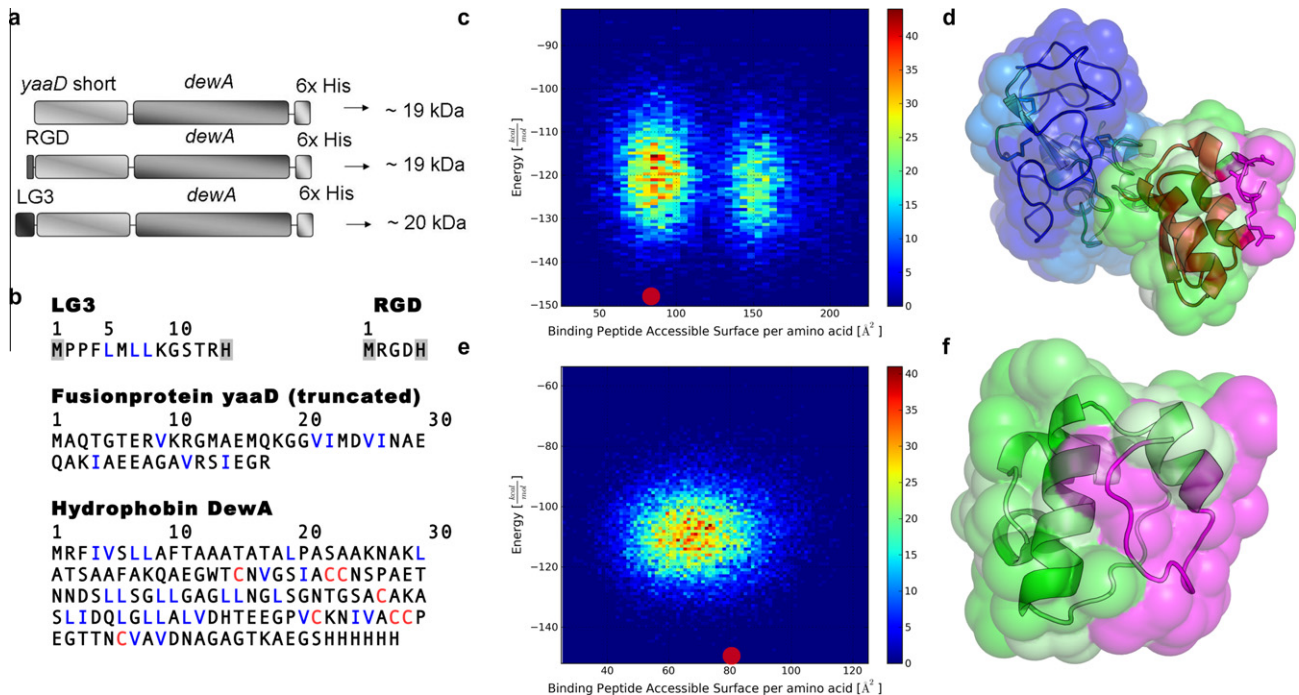 a
yaaD short
dewA
6x His
~ 19 kDa
RGD
dewA
6x His
~ 19 kDa
LG3
dewA
6x His
~ 20 kDa
b
LG3
1 5 10
MPPFLMLLKGSTRH
RGD
1
MRGDH
Fusionprotein yaaD (truncated)
1 10 20 30
MAQTGTERVKRGMAEMQKGGVIMDVINAE
QAKIAEEAGAVRSIEGR
Hydrophobin DewA
1 10 20 30
MRFIVSLLAFTAAATATALPASAAKNAKL
ATSAAFAKQAEGWTCNVGSIACCNSPAET
NNDSLLSGLLGAGLLNGLSGNTGSACAKA
SLIDQLGLLALVDHTEEGPVCKNIVACCP
EGTTNCVAVDNAGAGTKAEGSHHHHHH
c
Energy [kcal/mol]
−90
−100
−110
−120
−130
−140
−150
50 100 150 200
Binding Peptide Accessible Surface per amino acid [Å²]
40
35
30
25
20
15
10
5
0
d
e
Energy [kcal/mol]
−60
−80
−100
−120
−140
40 60 80 100 120
Binding Peptide Accessible Surface per amino acid [Å²]
40
35
30
25
20
15
10
5
0
f